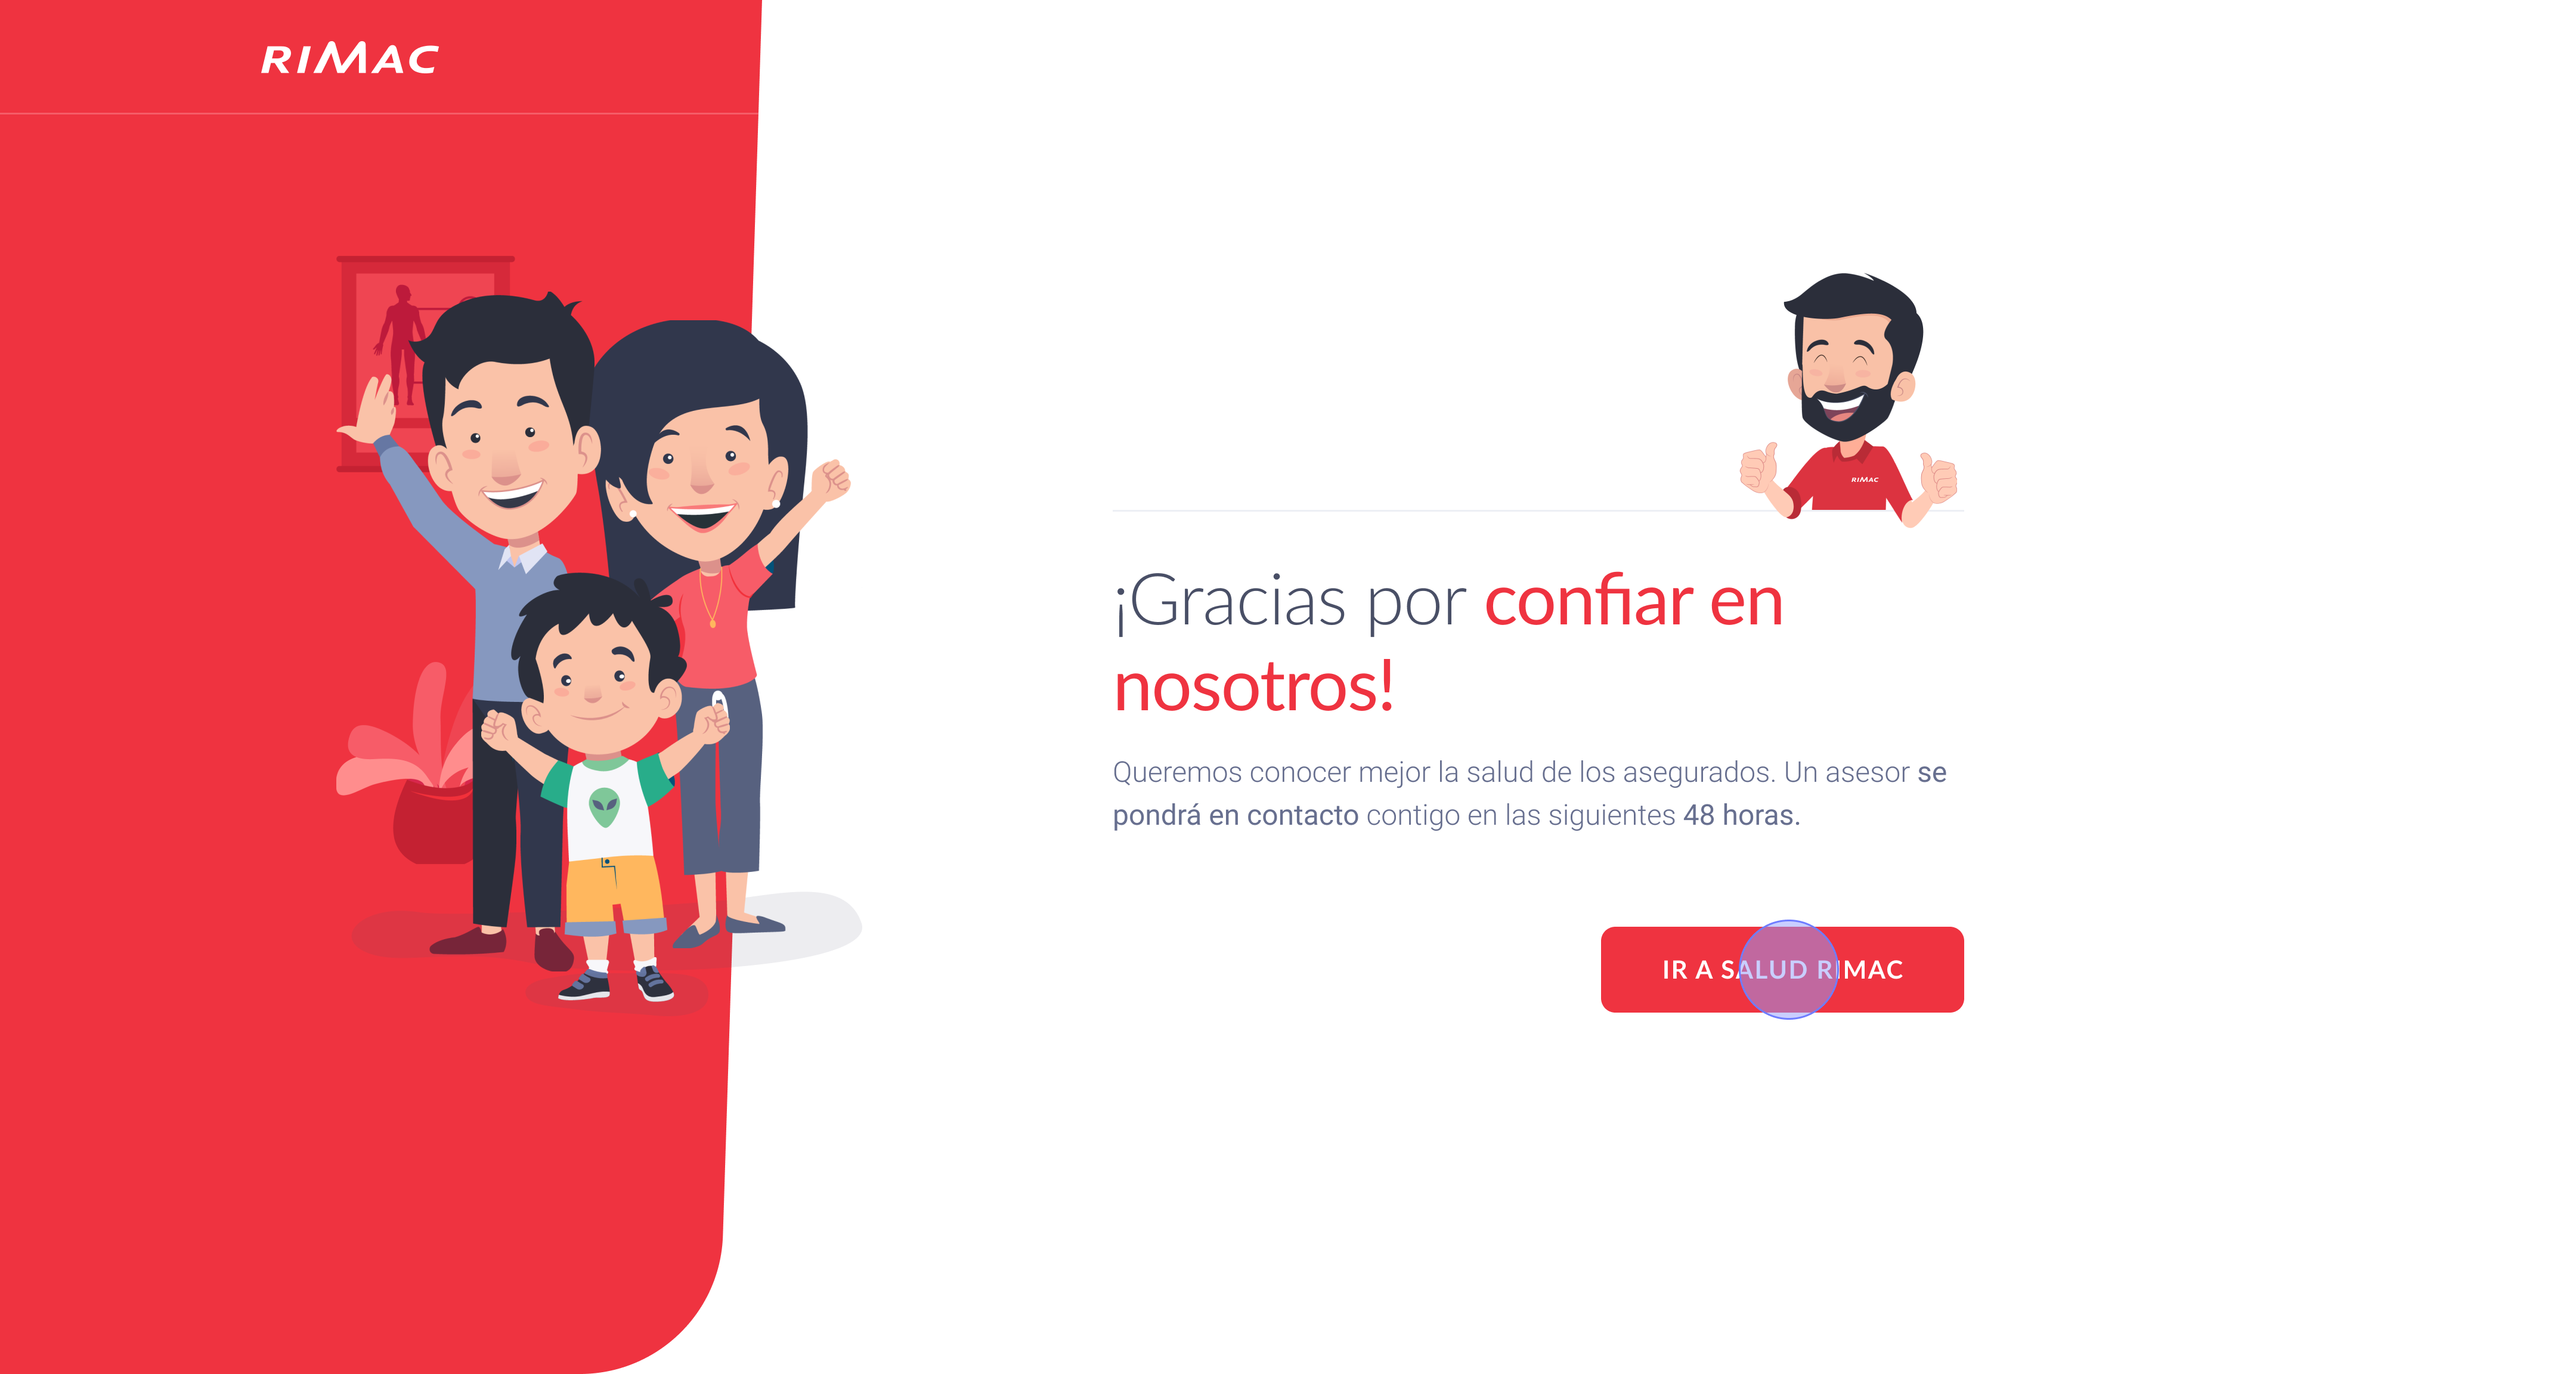 RIMAC
RIMAC
¡Gracias por confiar en
nosotros!
Queremos conocer mejor la salud de los asegurados. Un asesor se
pondrá en contacto contigo en las siguientes 48 horas.
IR A SALUD RIMAC